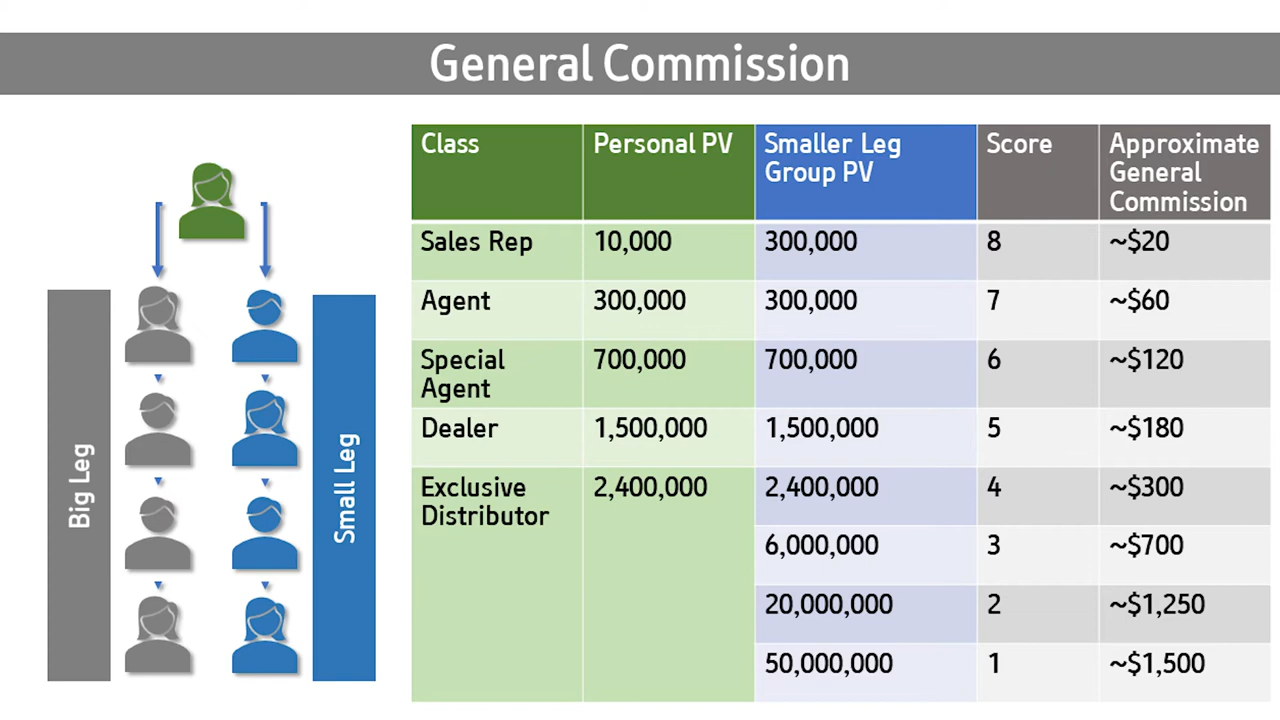 General Commission
Big Leg
Small Leg
Class Personal PV Smaller Leg Group PV Score Approximate General Commission
Sales Rep 10,000 300,000 8 ~$20
Agent 300,000 300,000 7 ~$60
Special Agent 700,000 700,000 6 ~$120
Dealer 1,500,000 1,500,000 5 ~$180
Exclusive Distributor 2,400,000 2,400,000 4 ~$300
6,000,000 3 ~$700
20,000,000 2 ~$1,250
50,000,000 1 ~$1,500